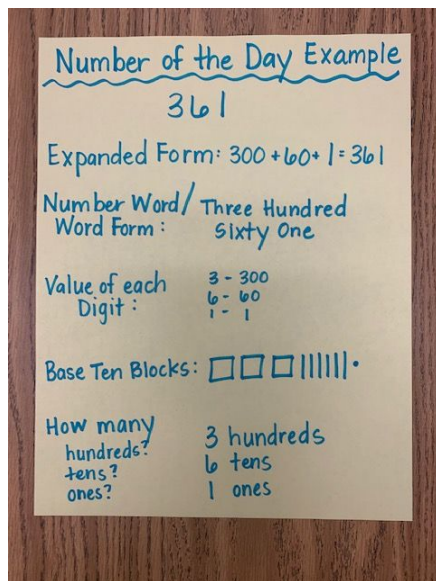 Number of the Day Example
361
Expanded Form: 300 + 60 + 1 = 361
Number Word/ Three Hundred
Word Form: Sixty One
Value of each 3 - 300
Digit: 6 - 60
1 - 1
Base Ten Blocks:
How many 3 hundreds
hundreds? 6 tens
tens? 1 ones
ones?